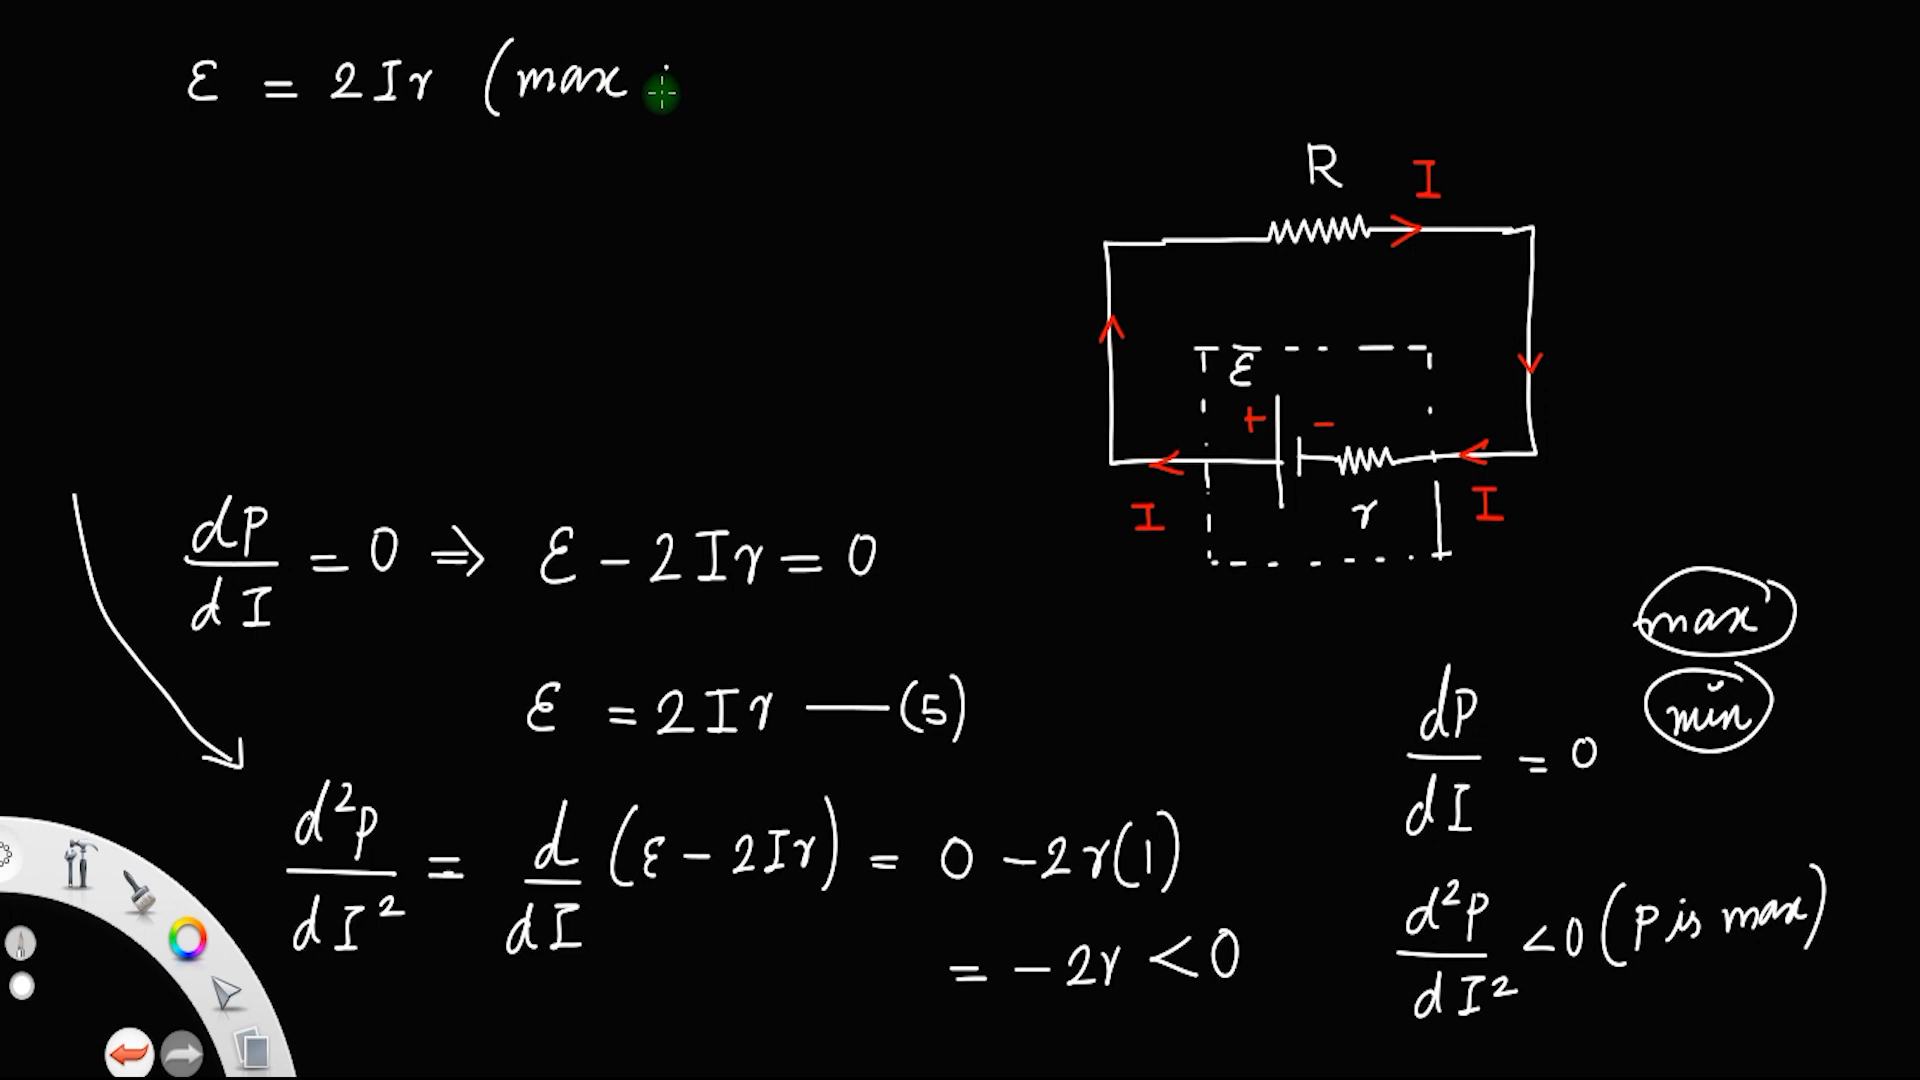 ε = 2Ir (max
R I
ε
+ -
I r I
dP/dI = 0 ⇒ ε - 2Ir = 0
max
min
ε = 2Ir —(5)
dP/dI = 0
d²P/dI² = d/dI (ε - 2Ir) = 0 - 2r(1)
= -2r < 0
d²P/dI² < 0 (P is max)